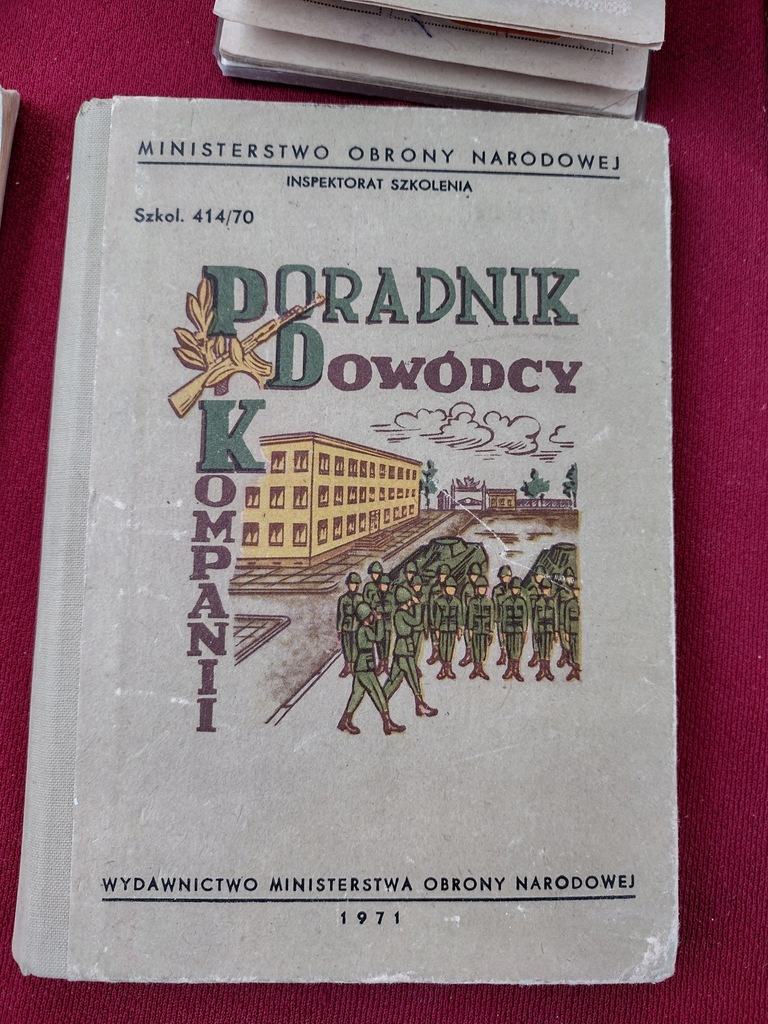 MINISTERSTWO OBRONY NARODOWEJ
INSPEKTORAT SZKOLENIA
Szkol. 414/70
PORADNIK
DOWÓDCY
KOMPANII
WYDAWNICTWO MINISTERSTWA OBRONY NARODOWEJ
1971